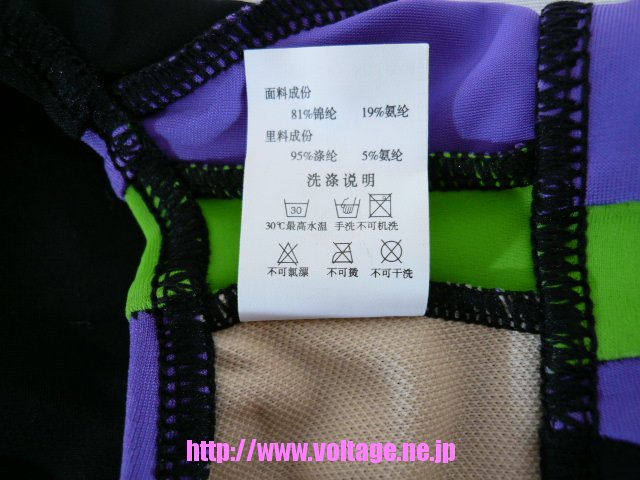 面料成份
81%锦纶 19%氨纶
里料成份
95%涤纶 5%氨纶
洗涤说明
30
30℃最高水温 手洗不可机洗
不可氯漂 不可熨 不可干洗
http://www.voltage.ne.jp